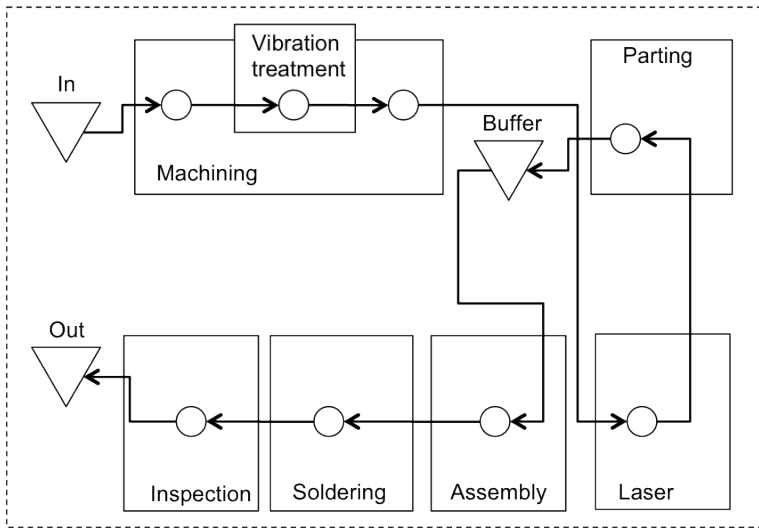 In
Vibration
treatment
Machining
Buffer
Parting
Out
Inspection
Soldering
Assembly
Laser